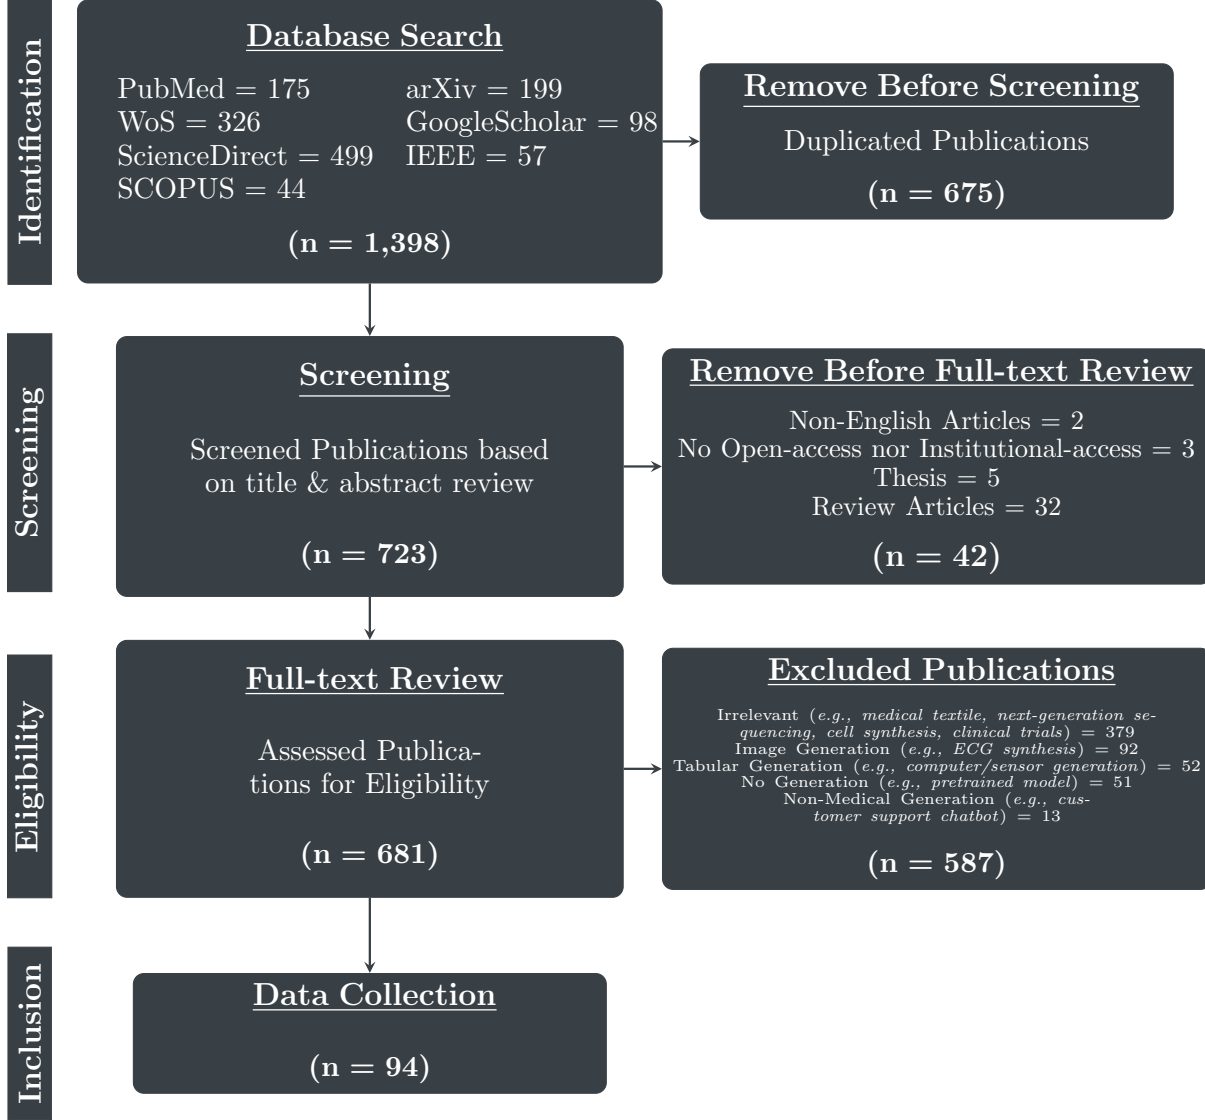 Identification
Database Search
PubMed = 175
WoS = 326
ScienceDirect = 499
SCOPUS = 44
arXiv = 199
GoogleScholar = 98
IEEE = 57
(n = 1,398)
Remove Before Screening
Duplicated Publications
(n = 675)
Screening
Screening
Screened Publications based
on title & abstract review
(n = 723)
Remove Before Full-text Review
Non-English Articles = 2
No Open-access nor Institutional-access = 3
Thesis = 5
Review Articles = 32
(n = 42)
Eligibility
Full-text Review
Assessed Publica-
tions for Eligibility
(n = 681)
Excluded Publications
Irrelevant (e.g., medical textile, next-generation se-
quencing, cell synthesis, clinical trials) = 379
Image Generation (e.g., ECG synthesis) = 92
Tabular Generation (e.g., computer/sensor generation) = 52
No Generation (e.g., pretrained model) = 51
Non-Medical Generation (e.g., cus-
tomer support chatbot) = 13
(n = 587)
Inclusion
Data Collection
(n = 94)